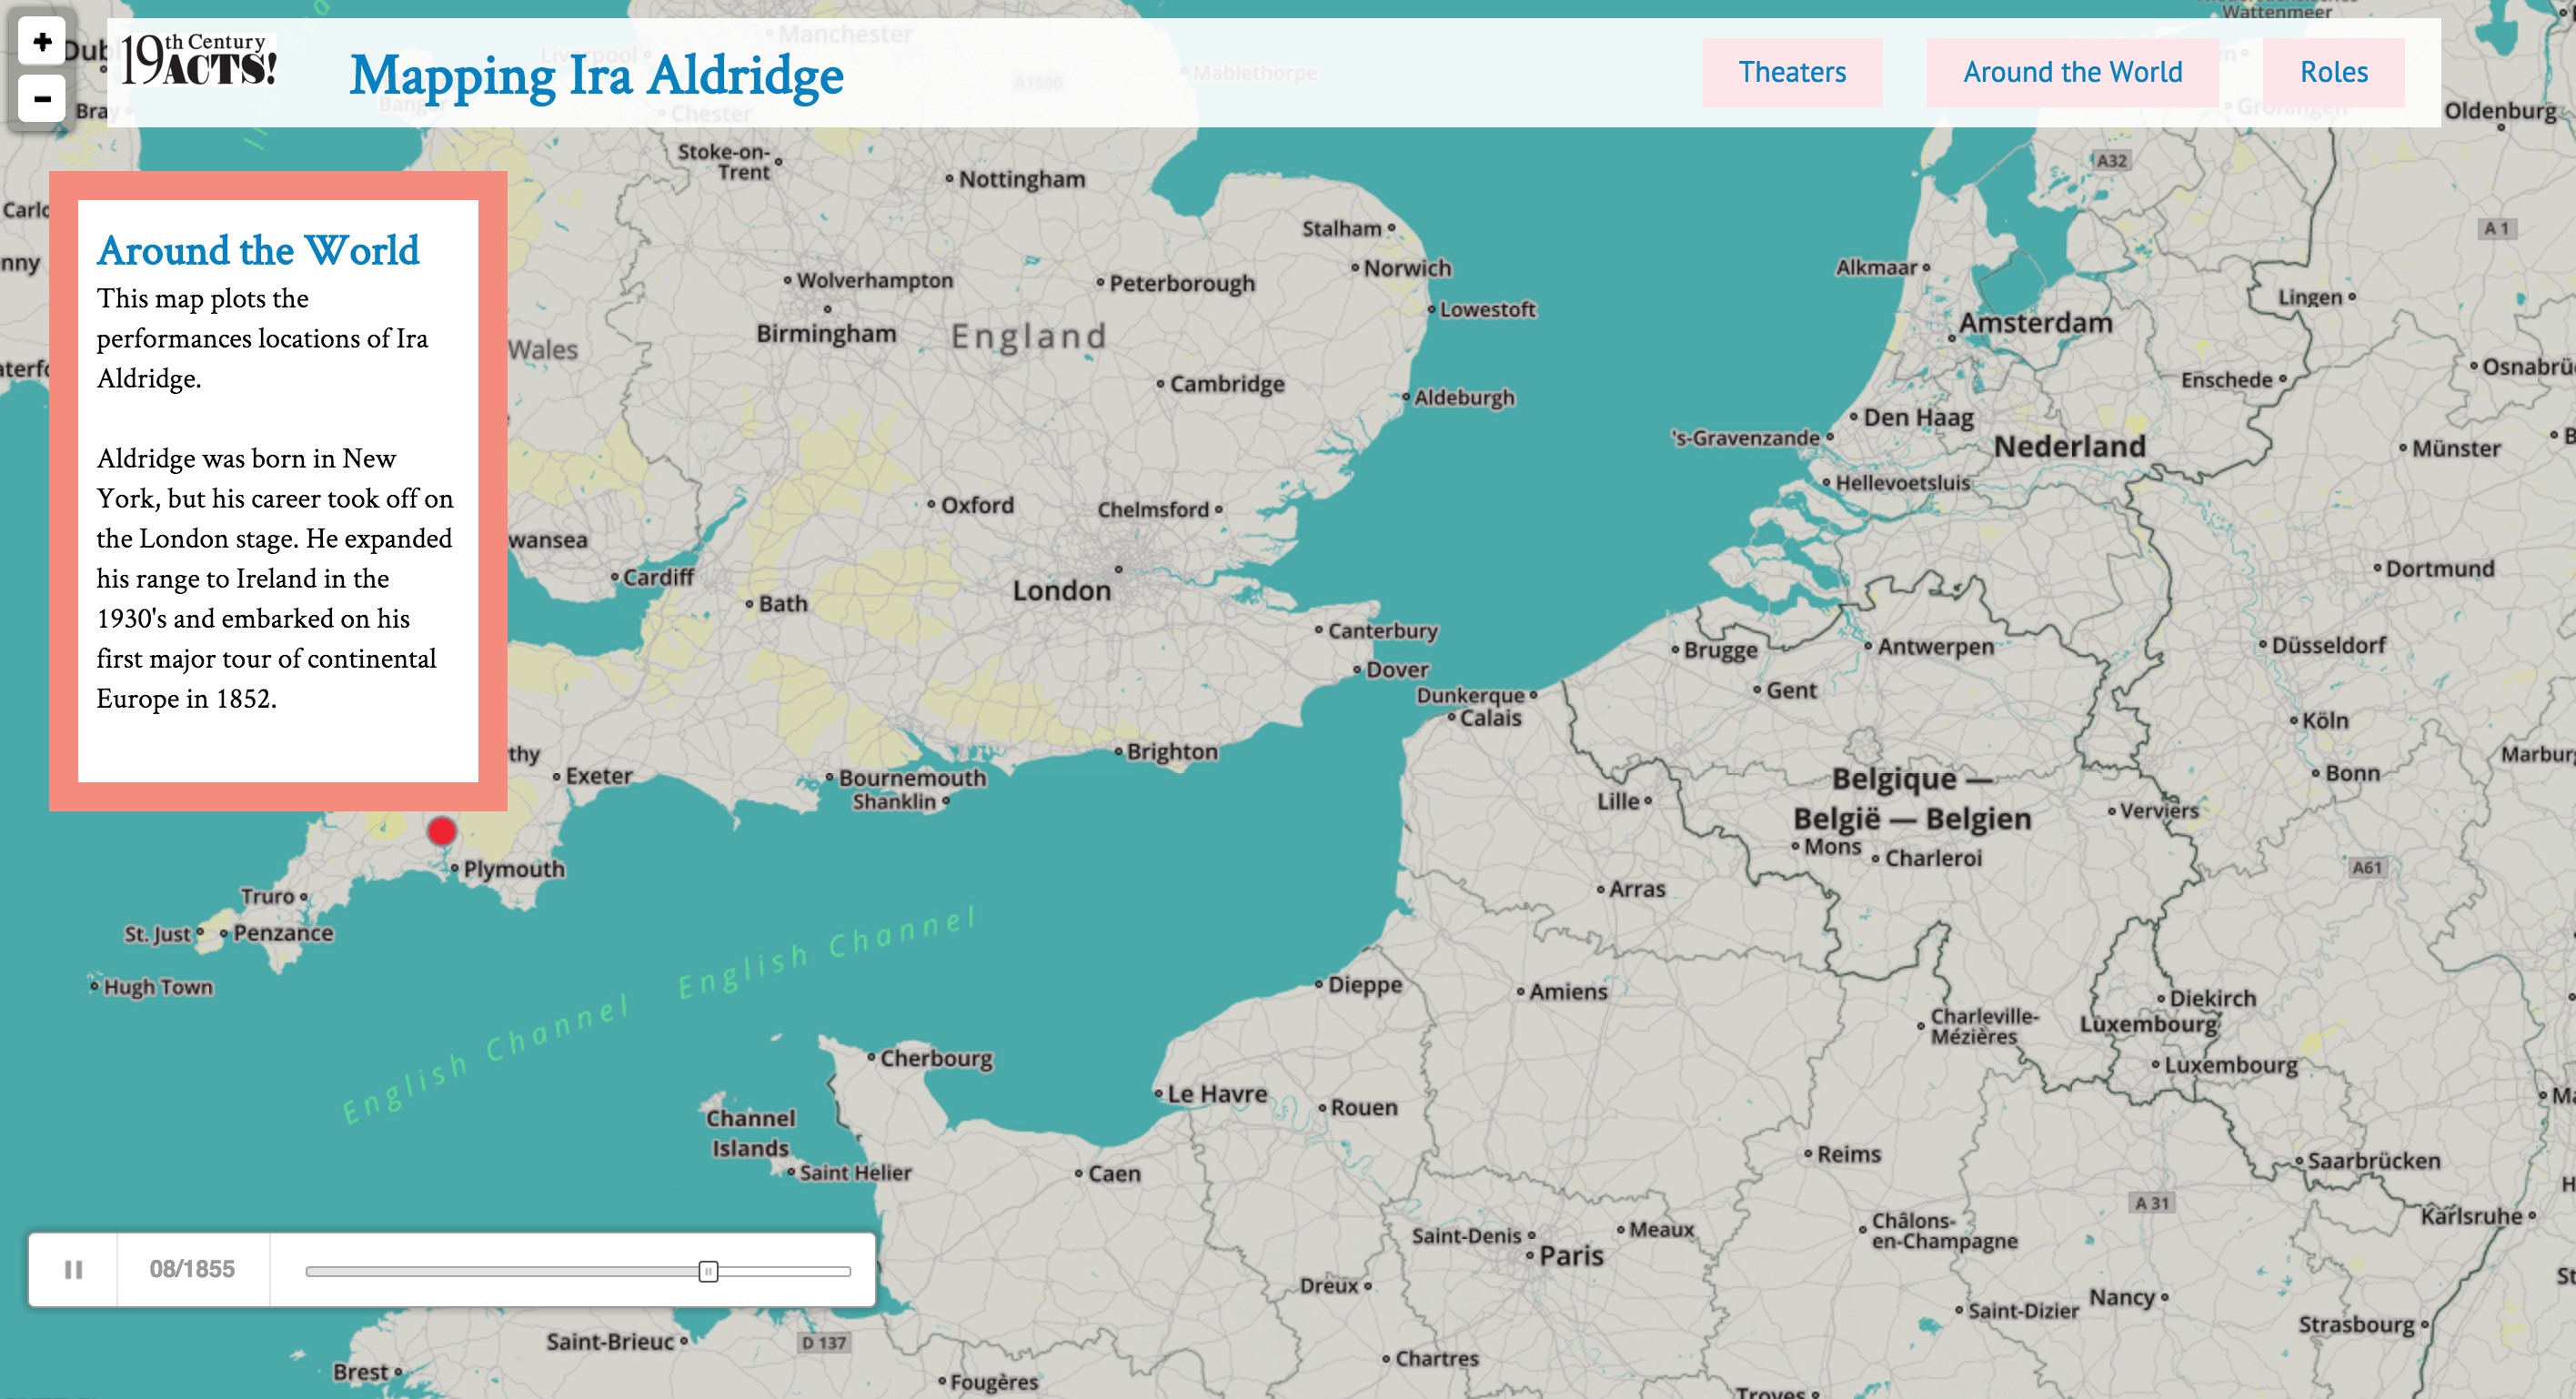 +
−
19th Century
ACTS!
Mapping Ira Aldridge
Theaters
Around the World
Roles
Around the World
This map plots the
performances locations of Ira
Aldridge.
Aldridge was born in New
York, but his career took off on
the London stage. He expanded
his range to Ireland in the
1930's and embarked on his
first major tour of continental
Europe in 1852.
08/1855
Wattenmeer
Manchester
Liverpool
A1500
Mablethorpe
Chester
Groningen
Oldenburg
Stoke-on-
Trent
Nottingham
A32
A 1
Stalham
Norwich
Alkmaar
Wolverhampton
Peterborough
Lingen
Lowestoft
Amsterdam
Birmingham
England
Wales
Osnabrü
Enschede
Cambridge
Aldeburgh
Den Haag
's-Gravenzande
Nederland
Münster
Hellevoetsluis
Oxford
Chelmsford
wansea
Cardiff
Dortmund
London
Bath
Canterbury
Brugge
Antwerpen
Düsseldorf
Dover
Dunkerque
Gent
Calais
Köln
Brighton
thy
Exeter
Bournemouth
Shanklin
Marburg
Bonn
Belgique —
België — Belgien
Lille
Verviers
Mons
Charleroi
A61
Plymouth
Truro
Arras
St. Just
Penzance
English Channel
English Channel
Hugh Town
Dieppe
Amiens
Diekirch
Charleville-
Mézières
Luxembourg
Luxembourg
Cherbourg
Le Havre
Rouen
Channel
Islands
Saint Helier
Caen
Reims
Saarbrücken
A 31
Karlsruhe
Saint-Denis
Meaux
Châlons-
en-Champagne
Paris
Dreux
Saint-Dizier
Nancy
Strasbourg
Saint-Brieuc
D 137
Chartres
Brest
Fougères
Troyes